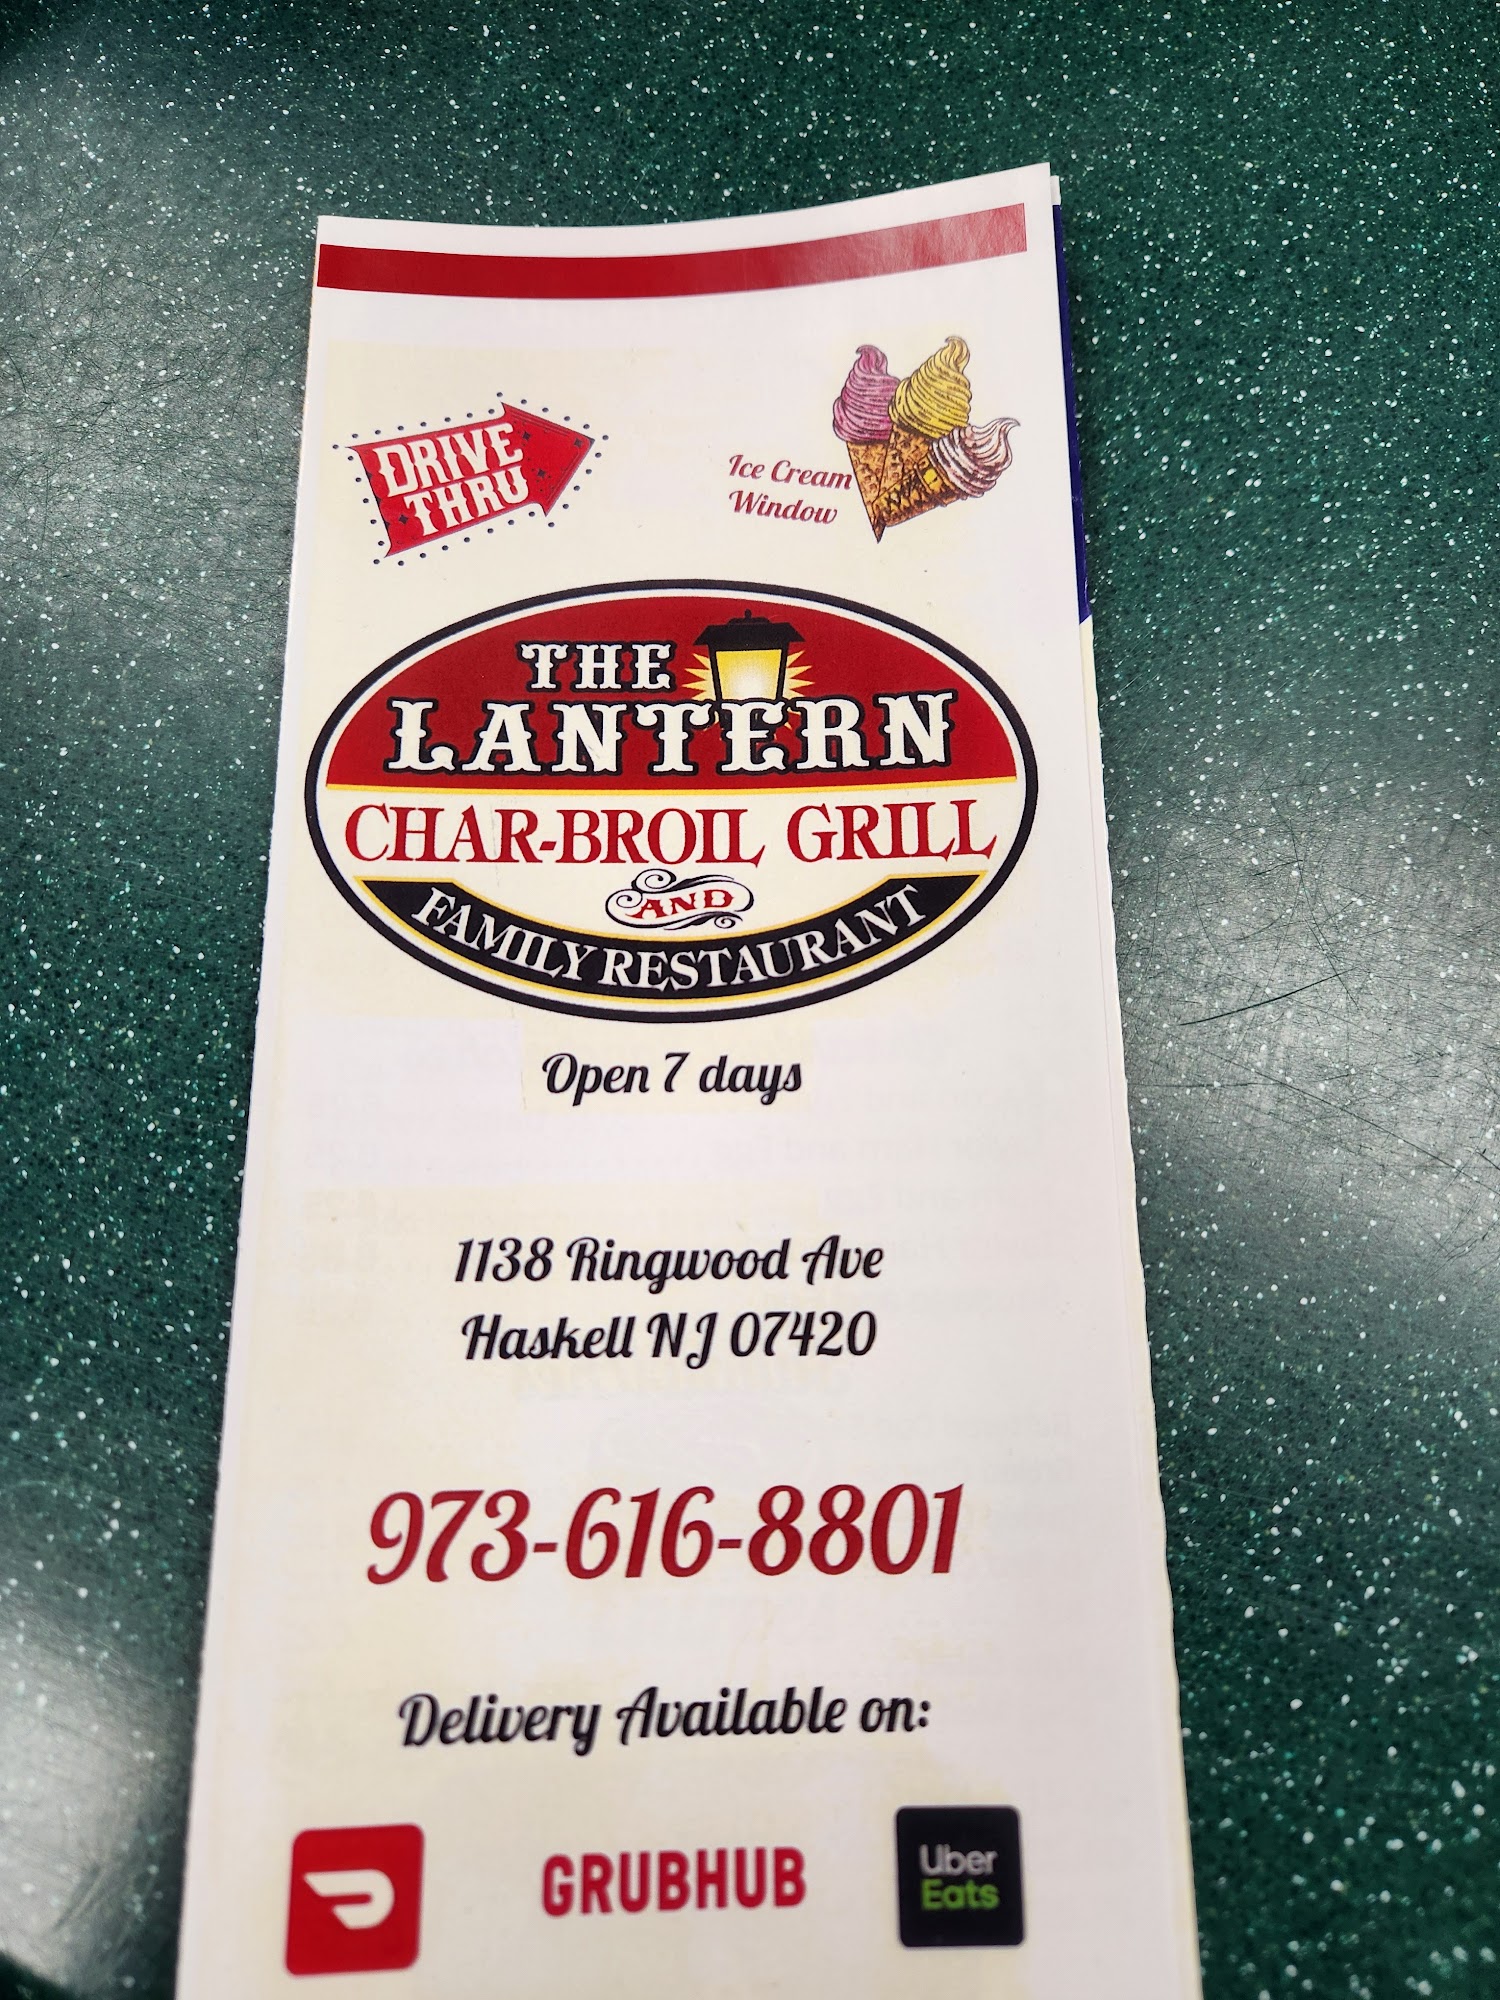 DRIVE
THRU
Ice Cream
Window
THE
LANTERN
CHAR-BROIL GRILL
AND
FAMILY RESTAURANT
Open 7 days
1138 Ringwood Ave
Haskell NJ 07420
973-616-8801
Delivery Available on:
GRUBHUB
Uber
Eats